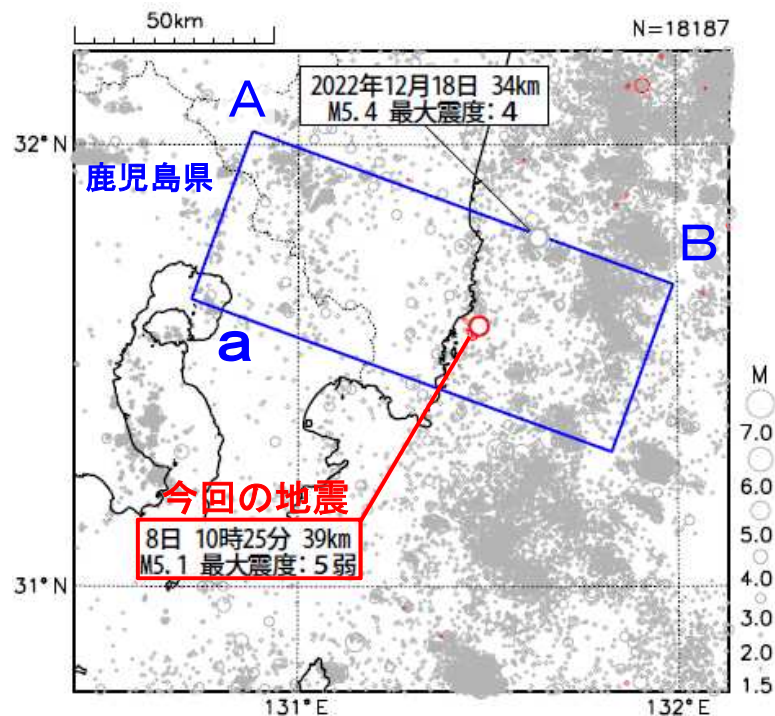 50km
N=18187
2022年12月18日 34km
M5.4 最大震度:4
A
32°N
鹿児島県
B
a
M
7.0
今回の地震
6.0
8日 10時25分 39km
M5.1 最大震度:5弱
5.0
4.0
31°N
3.0
2.0
1.5
131°E
132°E